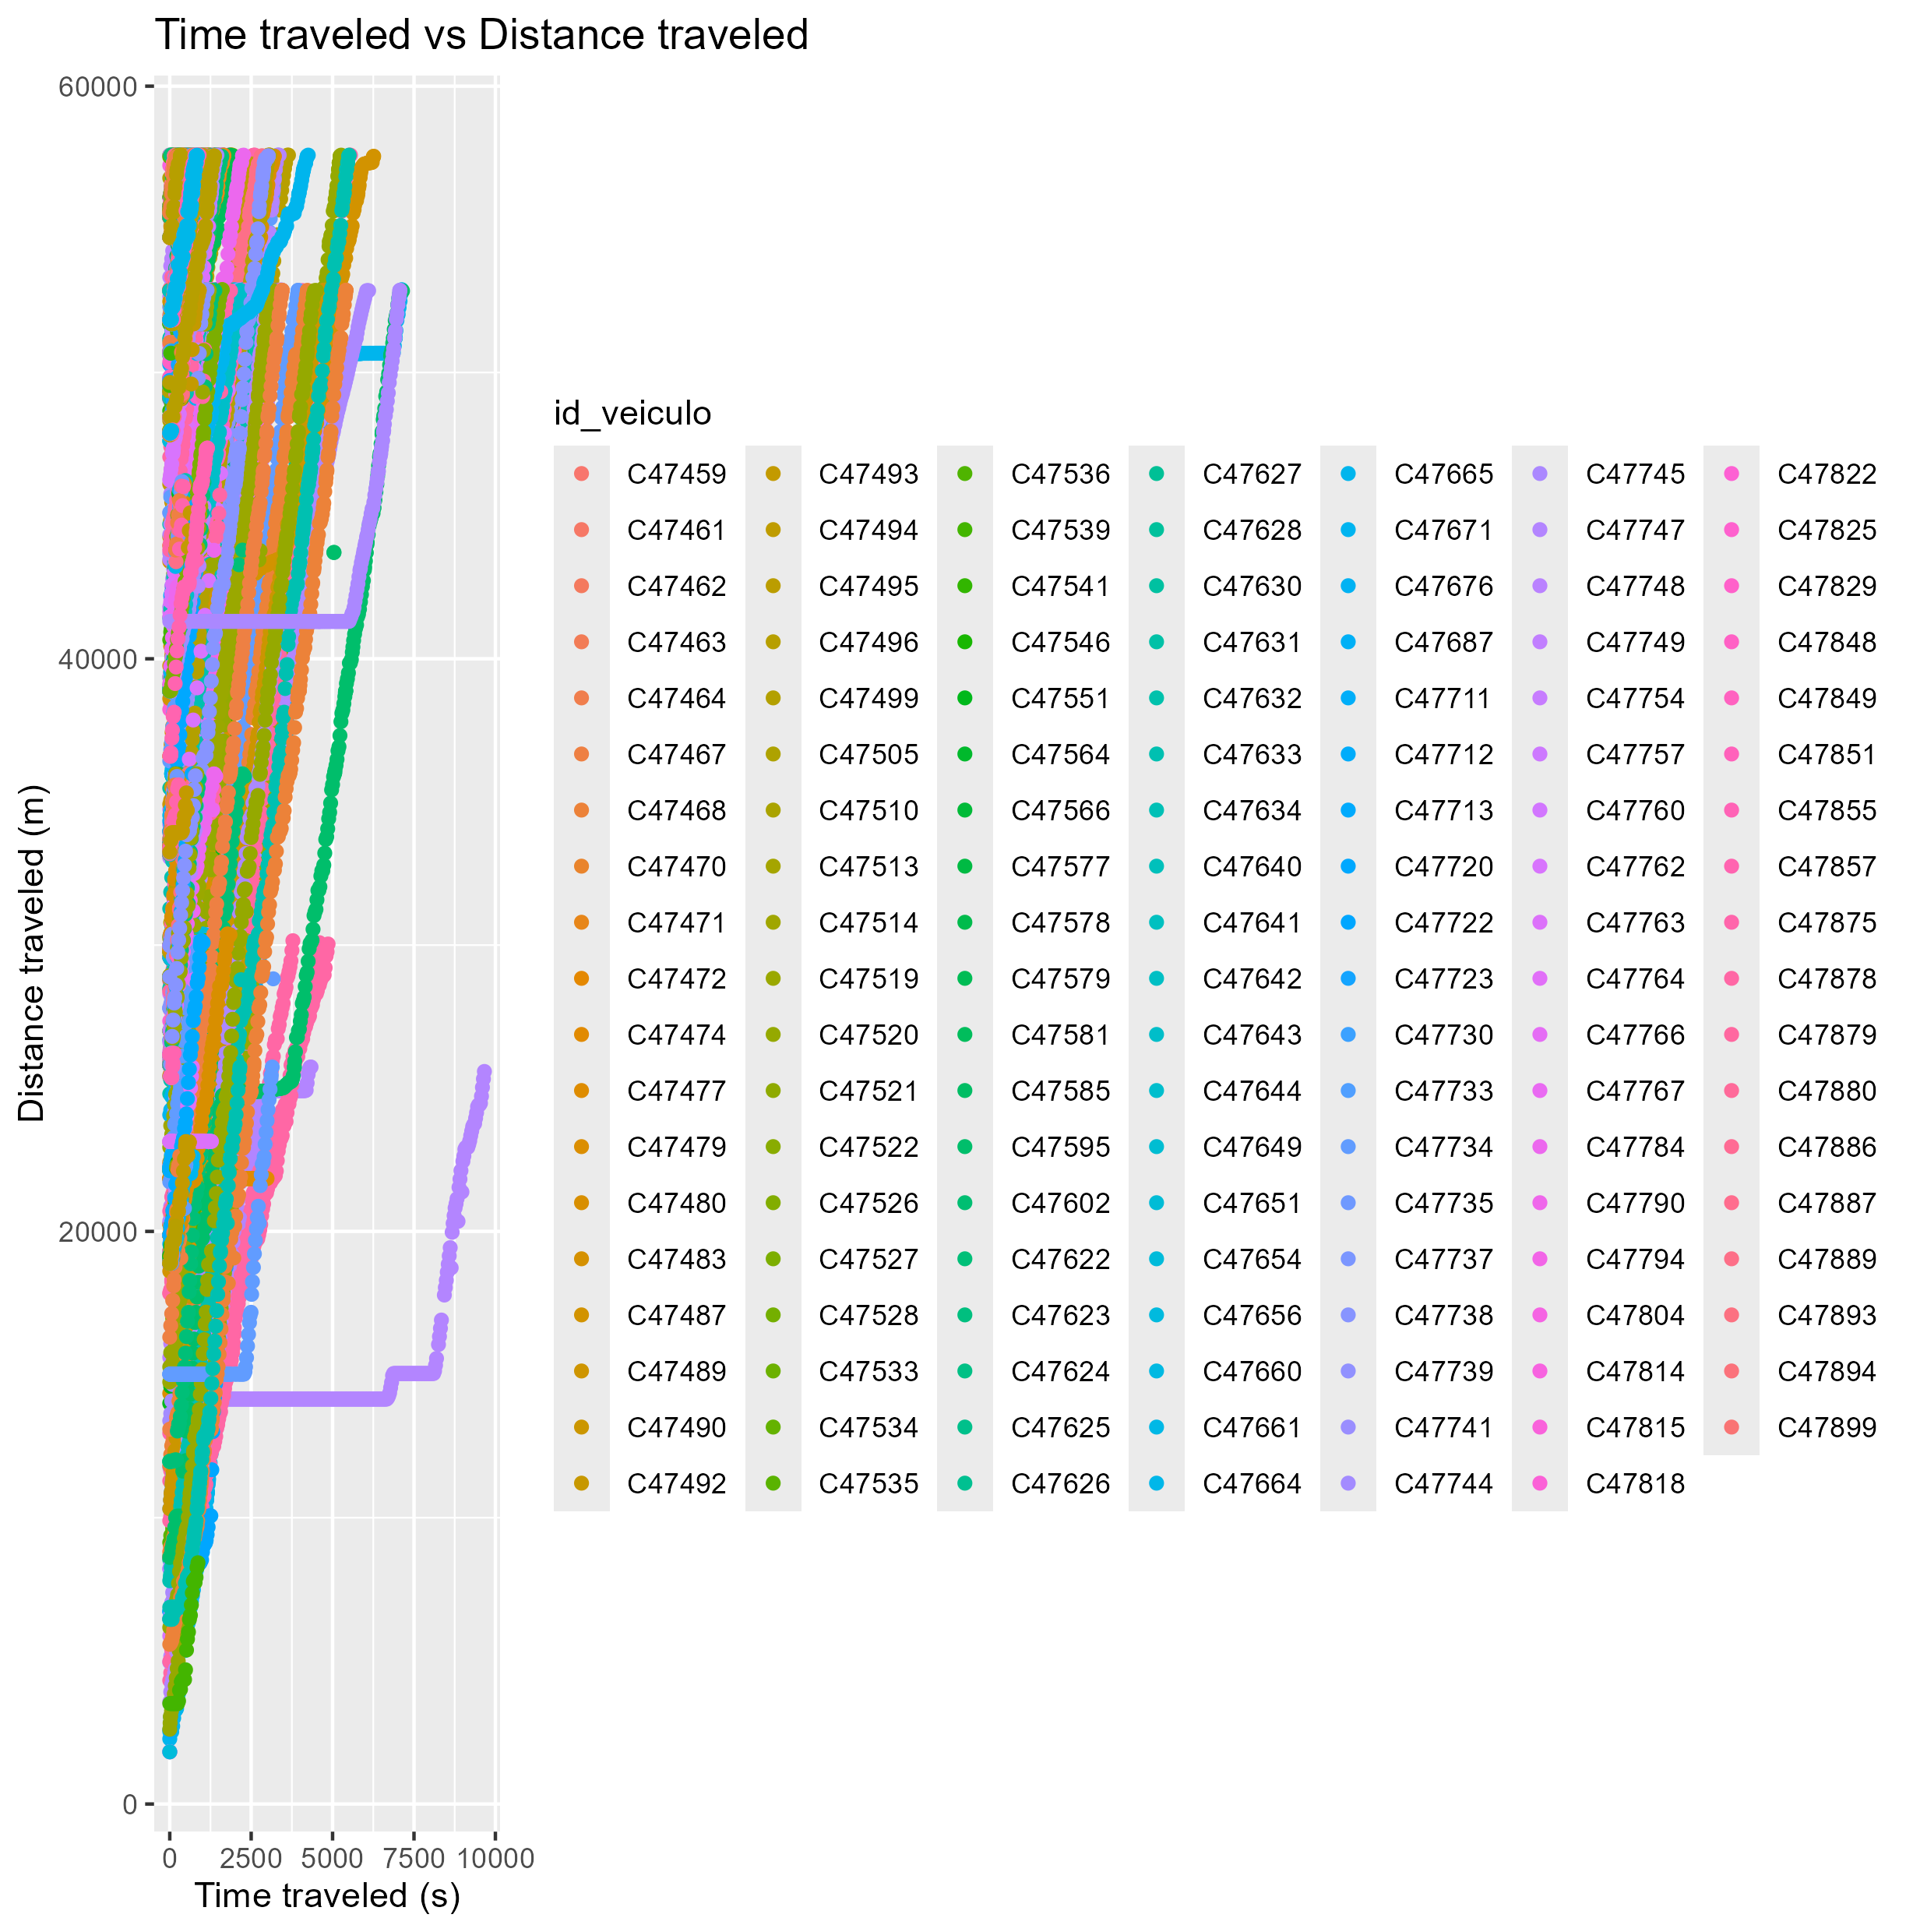 Time traveled vs Distance traveled
60000
40000
20000
0
Distance traveled (m)
0 2500 5000 7500 10000
Time traveled (s)
id_veiculo
C47459 C47493 C47536 C47627 C47665 C47745 C47822
C47461 C47494 C47539 C47628 C47671 C47747 C47825
C47462 C47495 C47541 C47630 C47676 C47748 C47829
C47463 C47496 C47546 C47631 C47687 C47749 C47848
C47464 C47499 C47551 C47632 C47711 C47754 C47849
C47467 C47505 C47564 C47633 C47712 C47757 C47851
C47468 C47510 C47566 C47634 C47713 C47760 C47855
C47470 C47513 C47577 C47640 C47720 C47762 C47857
C47471 C47514 C47578 C47641 C47722 C47763 C47875
C47472 C47519 C47579 C47642 C47723 C47764 C47878
C47474 C47520 C47581 C47643 C47730 C47766 C47879
C47477 C47521 C47585 C47644 C47733 C47767 C47880
C47479 C47522 C47595 C47649 C47734 C47784 C47886
C47480 C47526 C47602 C47651 C47735 C47790 C47887
C47483 C47527 C47622 C47654 C47737 C47794 C47889
C47487 C47528 C47623 C47656 C47738 C47804 C47893
C47489 C47533 C47624 C47660 C47739 C47814 C47894
C47490 C47534 C47625 C47661 C47741 C47815 C47899
C47492 C47535 C47626 C47664 C47744 C47818